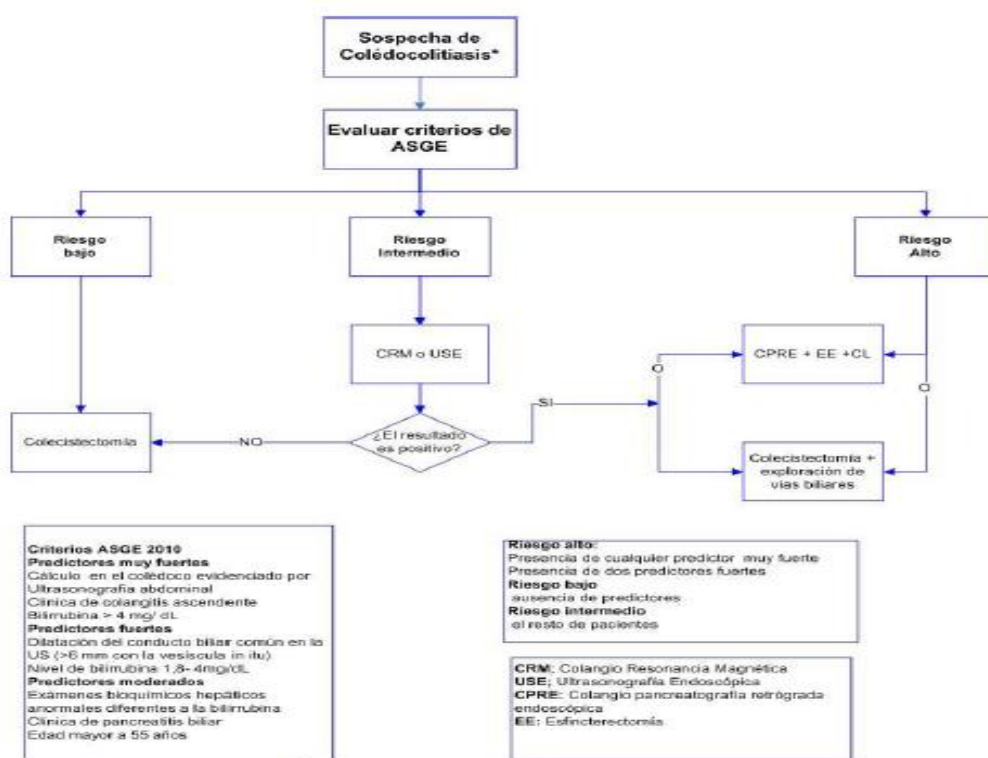 Sospecha de
Colédocolitiasis*
Evaluar criterios de
ASGE
Riesgo
bajo
Riesgo
Intermedio
Riesgo
Alto
CRM o USE
CPRE + EE +CL
O
O
SI
¿El resultado
es positivo?
NO
Colecistectomía
Colecistectomía +
exploración de
vías biliares
Criterios ASGE 2010
Predictores muy fuertes
Cálculo en el colédoco evidenciado por
Ultrasonografía abdominal
Clínica de colangitis ascendente
Bilirrubina > 4 mg/ dL
Predictores fuertes
Dilatación del conducto biliar común en la
US (>6 mm con la vesícula in itu)
Nivel de bilirrubina 1,8- 4mg/dL
Predictores moderados
Exámenes bioquímicos hepáticos
anormales diferentes a la bilirrubina
Clínica de pancreatitis biliar
Edad mayor a 55 años
Riesgo alto:
Presencia de cualquier predictor muy fuerte
Presencia de dos predictores fuertes
Riesgo bajo
ausencia de predictores
Riesgo intermedio
el resto de pacientes
CRM: Colangio Resonancia Magnética
USE; Ultrasonografía Endoscópica
CPRE: Colangio pancreatografía retrógrada
endoscópica
EE: Esfinterectomía